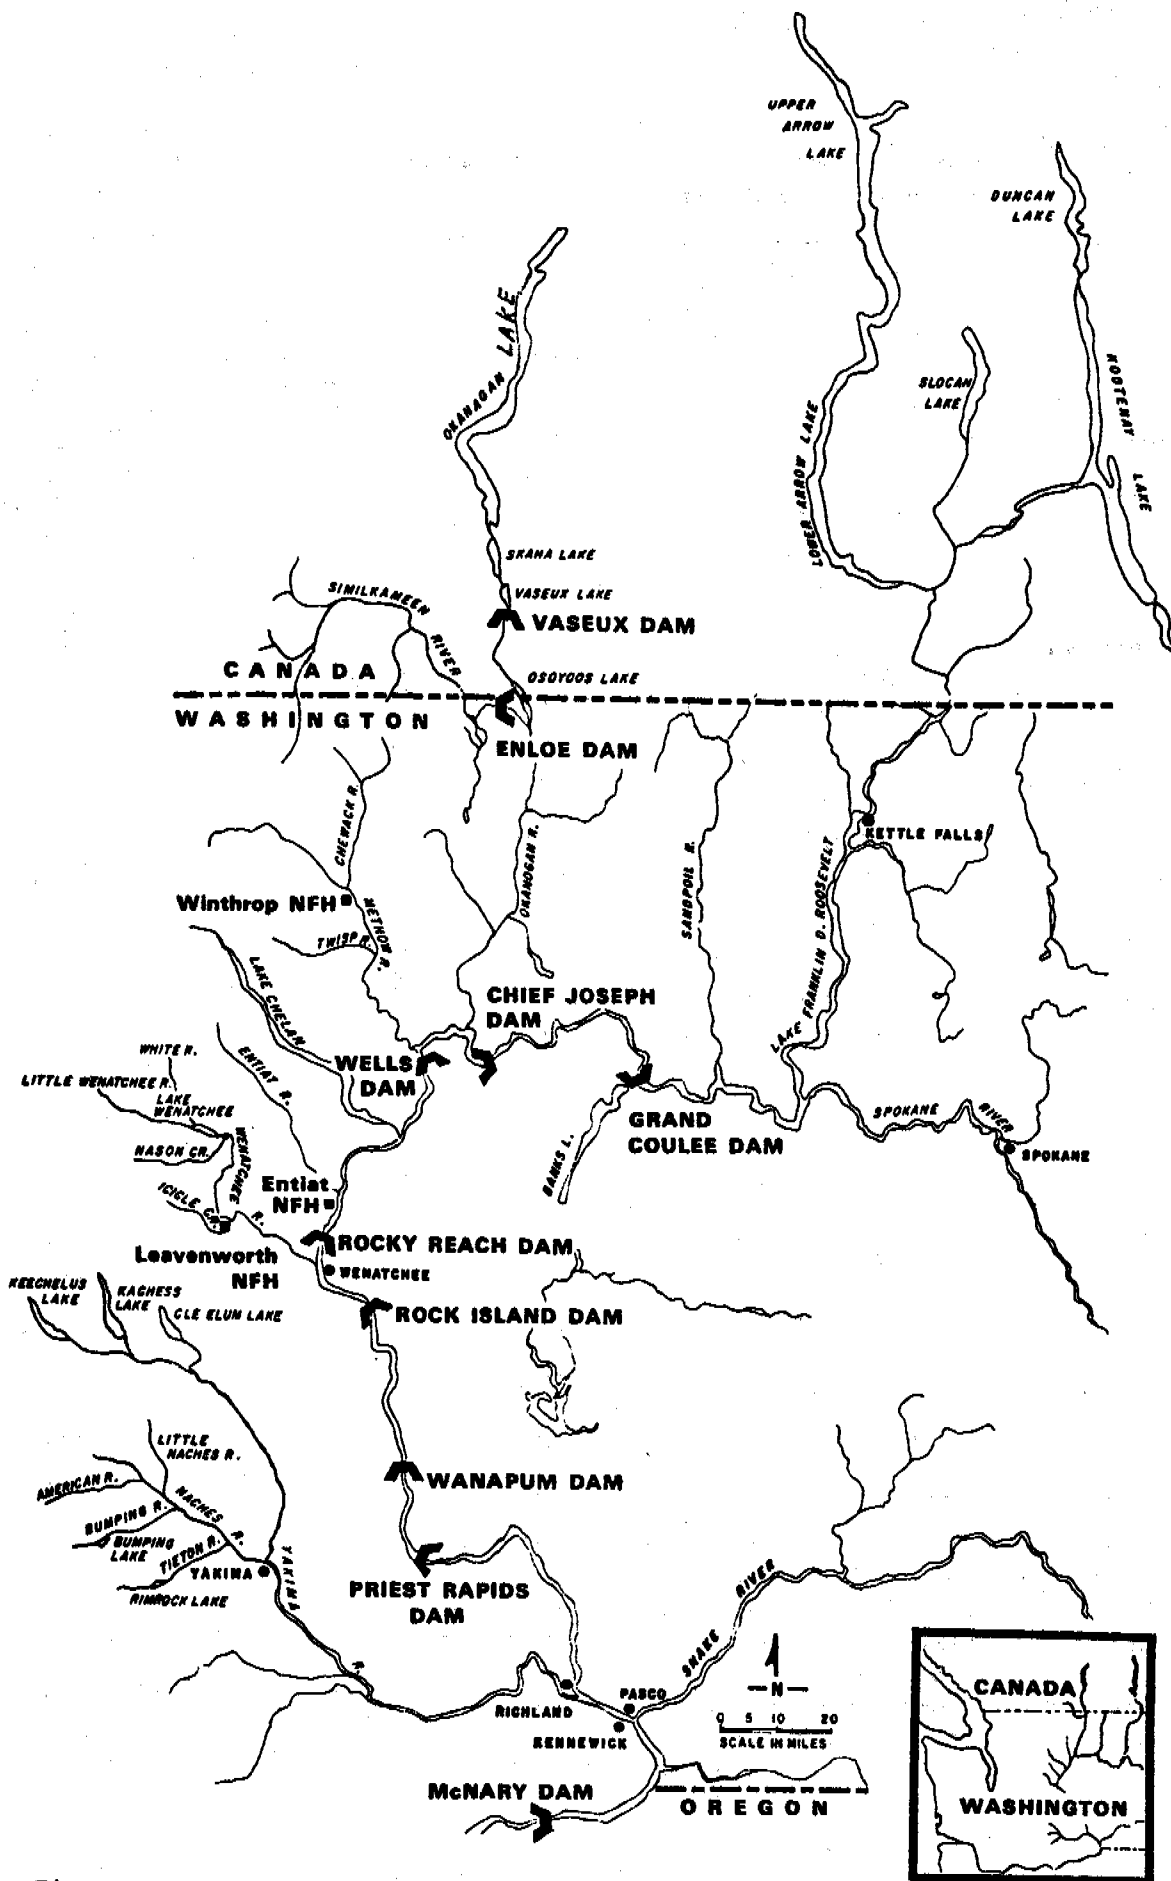 UPPER
ARROW
LAKE
DUNCAN
LAKE
OKANAGAN LAKE
SLOCAN
LAKE
KOOTENAY
LAKE
LOWER ARROW LAKE
SKAHA LAKE
VASEUX LAKE
VASEUX DAM
SIMILKAMEEN
RIVER
CANADA
OSOYOOS LAKE
WASHINGTON
ENLOE DAM
CHEWACK R.
OKANOGAN R.
SANPOIL R.
LAKE FRANKLIN D. ROOSEVELT
KETTLE FALLS
Winthrop NFH
METHOW R.
TWISP R.
LAKE CHELAN
CHIEF JOSEPH
DAM
WELLS
DAM
ENTIAT R.
WHITE R.
LITTLE WENATCHEE R.
LAKE
WENATCHEE
NASON CR.
WENATCHEE
R.
ICICLE CR.
GRAND
COULEE DAM
BANKS L.
SPOKANE
RIVER
SPOKANE
Entiat
NFH
Leavenworth
NFH
ROCKY REACH DAM
WENATCHEE
ROCK ISLAND DAM
KEECHELUS
LAKE
KACHESS
LAKE
CLE ELUM LAKE
LITTLE
NACHES R.
AMERICAN R.
NACHES
R.
BUMPING R.
BUMPING
LAKE
TIETON R.
YAKIMA
RIMROCK LAKE
YAKIMA
R.
WANAPUM DAM
PRIEST RAPIDS
DAM
SNAKE
RIVER
N
0 5 10 20
SCALE IN MILES
RICHLAND
PASCO
KENNEWICK
McNARY DAM
OREGON
CANADA
WASHINGTON